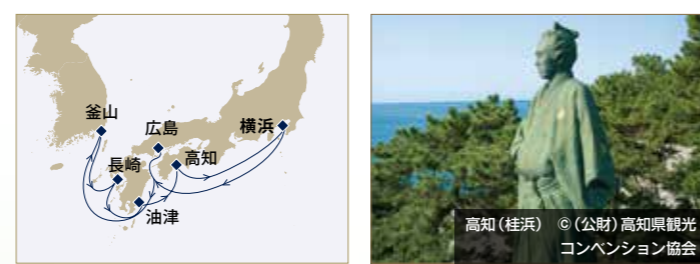 釜山
広島
横浜
長崎
高知
油津
高知(桂浜) ©(公財)高知県観光
コンベンション協会